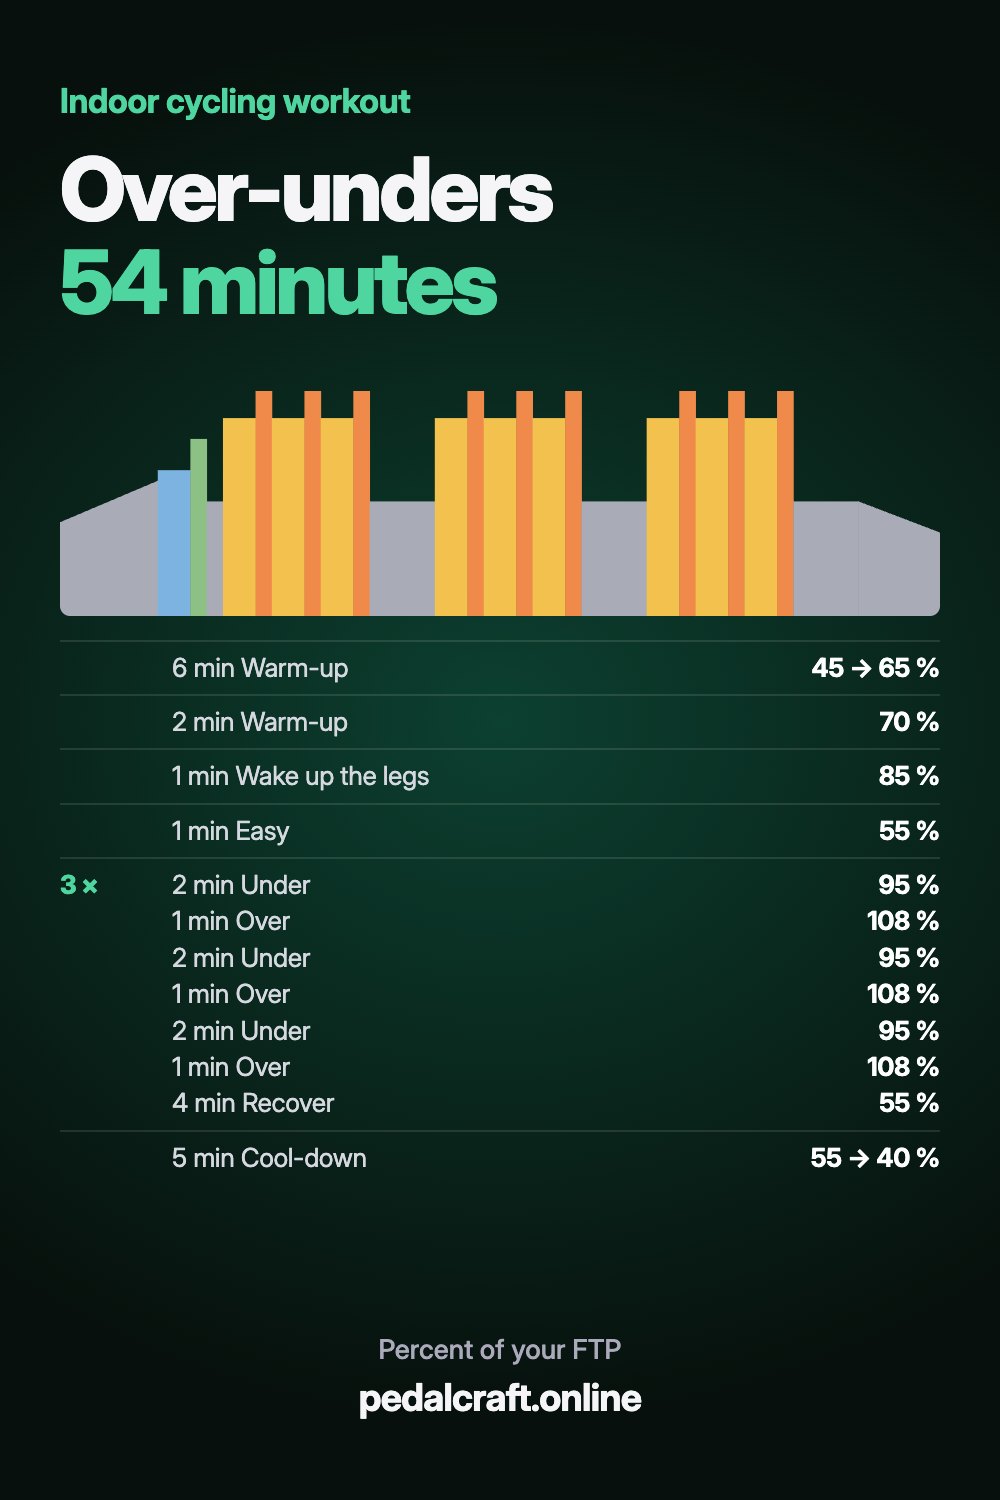 Indoor cycling workout
Over-unders
54 minutes
6 min Warm-up 45 → 65 %
2 min Warm-up 70 %
1 min Wake up the legs 85 %
1 min Easy 55 %
3 × 2 min Under 95 %
1 min Over 108 %
2 min Under 95 %
1 min Over 108 %
2 min Under 95 %
1 min Over 108 %
4 min Recover 55 %
5 min Cool-down 55 → 40 %
Percent of your FTP
pedalcraft.online